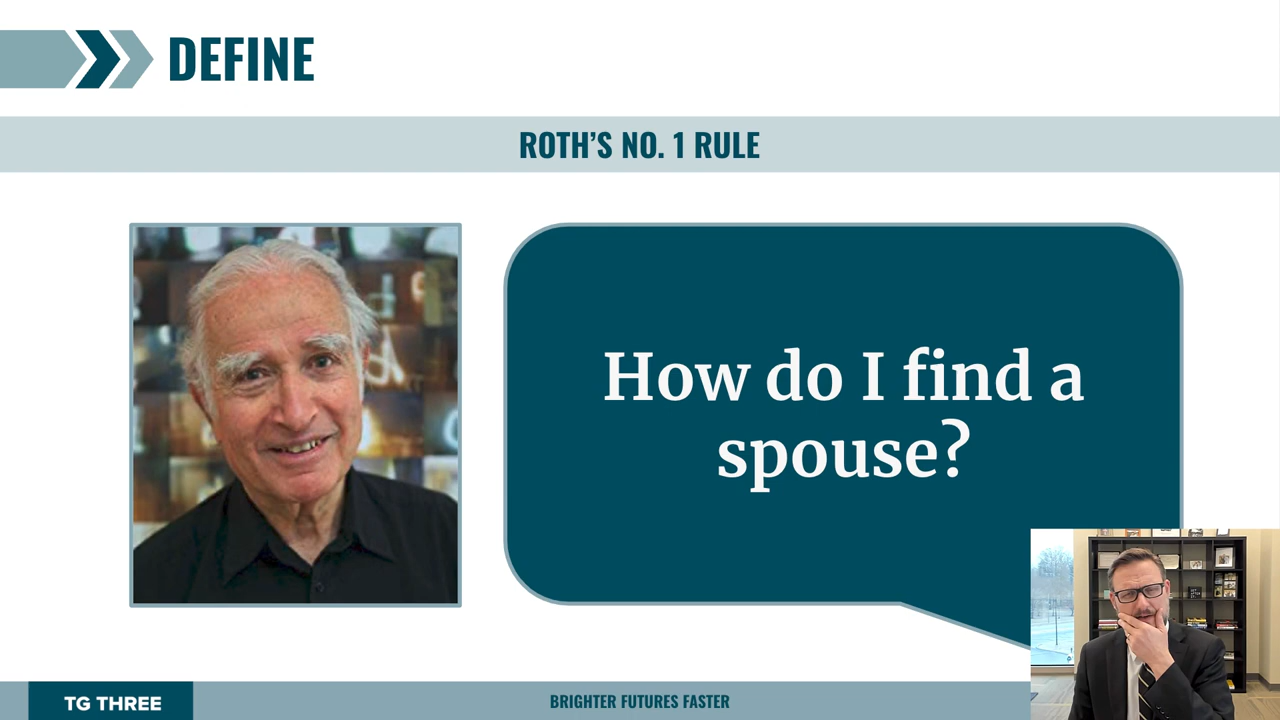 DEFINE
ROTH'S NO. 1 RULE
How do I find a
spouse?
TG THREE
BRIGHTER FUTURES FASTER